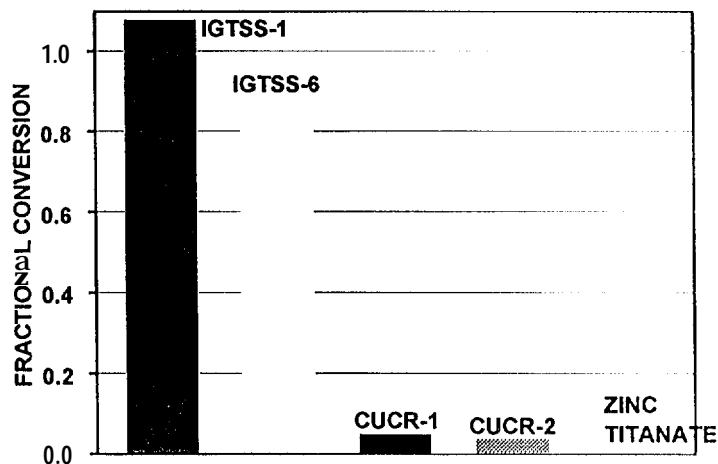 FRACTIONAL CONVERSION
1.0
0.8
0.6
0.4
0.2
0.0
IGTSS-1
IGTSS-6
CUCR-1
CUCR-2
ZINC
TITANATE